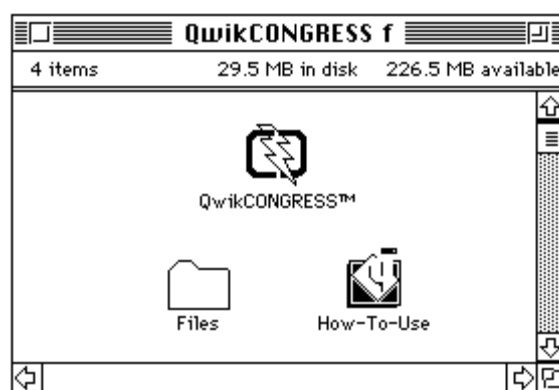 QwikCONGRESS f
4 items 29.5 MB in disk 226.5 MB available
QwikCONGRESS™
Files How-To-Use